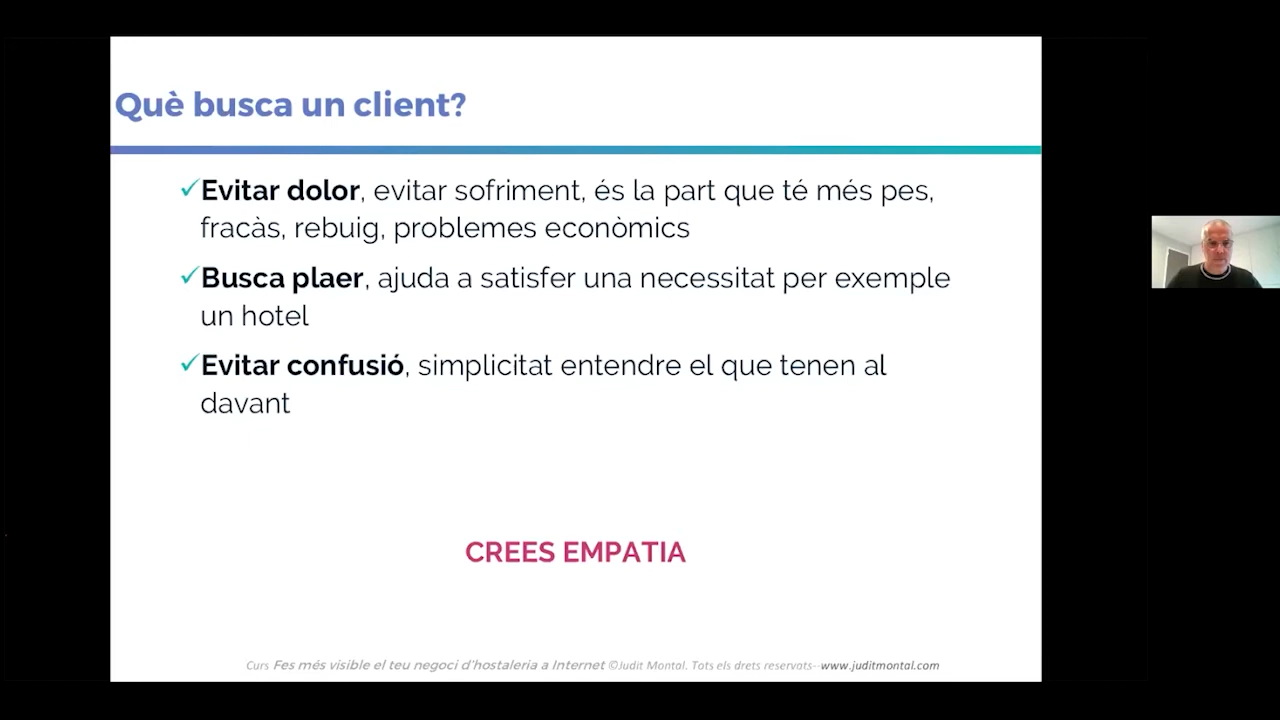 Què busca un client?
✓Evitar dolor, evitar sofriment, és la part que té més pes,
fracàs, rebuig, problemes econòmics
✓Busca plaer, ajuda a satisfer una necessitat per exemple
un hotel
✓Evitar confusió, simplicitat entendre el que tenen al
davant
CREES EMPATIA
Curs Fes més visible el teu negoci d'hostaleria a Internet ©Judit Montal. Tots els drets reservats--www.juditmontal.com